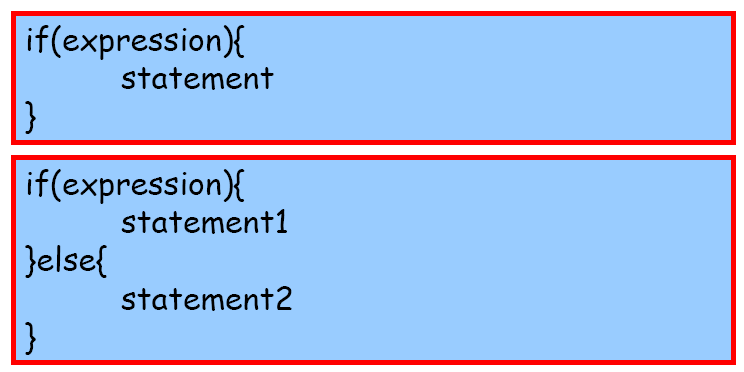 if(expression){
statement
}
if(expression){
statement1
}else{
statement2
}